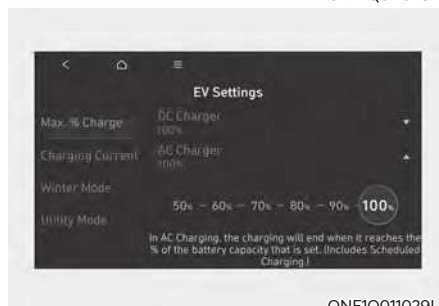 EV Settings
Max. % Charge
DC Charger
100%
Charging Current
AC Charger
100%
Winter Mode
Utility Mode
50% - 60% - 70% - 80% - 90% - 100%
In AC Charging, the charging will end when it reaches the
% of the battery capacity that is set. (Includes Scheduled
Charging.)